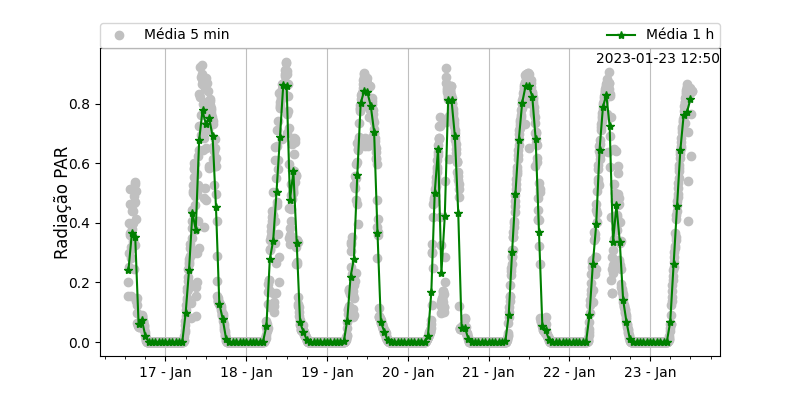 Média 5 min
Média 1 h
2023-01-23 12:50
Radiação PAR
0.8
0.6
0.4
0.2
0.0
17 - Jan
18 - Jan
19 - Jan
20 - Jan
21 - Jan
22 - Jan
23 - Jan